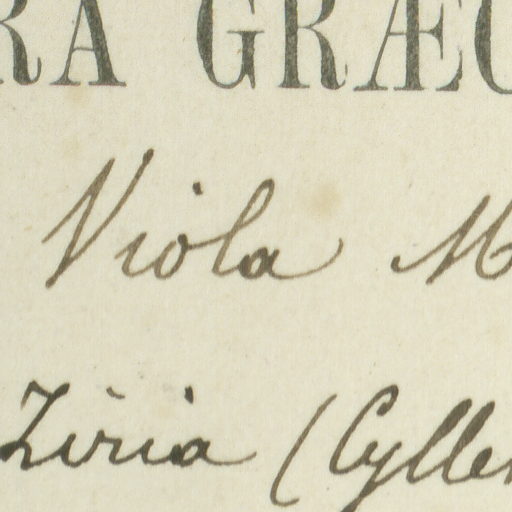 RA GRÆC
Viola M
Ziria (Cyllen